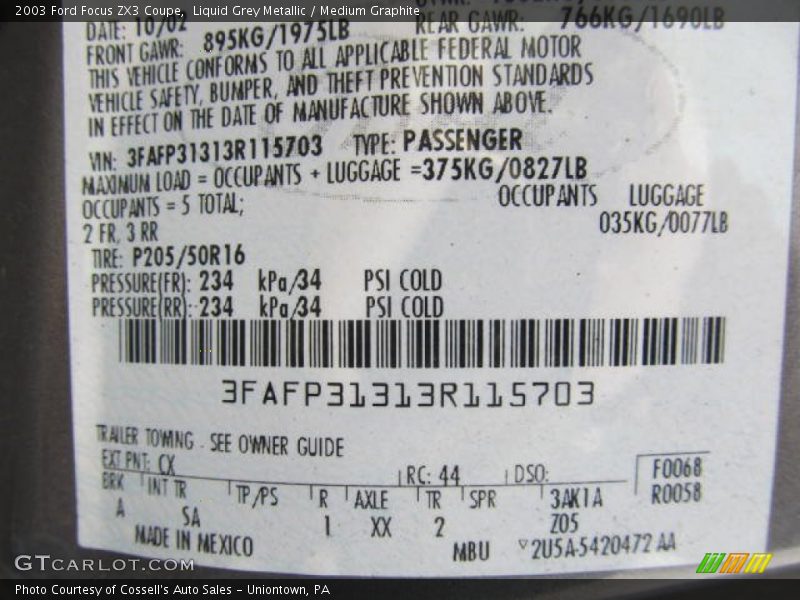 2003 Ford Focus ZX3 Coupe, Liquid Grey Metallic / Medium Graphite
DATE: 10/02 REAR GAWR: 766KG/1690LB
FRONT GAWR: 895KG/1975LB
THIS VEHICLE CONFORMS TO ALL APPLICABLE FEDERAL MOTOR
VEHICLE SAFETY, BUMPER, AND THEFT PREVENTION STANDARDS
IN EFFECT ON THE DATE OF MANUFACTURE SHOWN ABOVE.
VIN: 3FAFP31313R115703 TYPE: PASSENGER
MAXIMUM LOAD = OCCUPANTS + LUGGAGE =375KG/0827LB
OCCUPANTS = 5 TOTAL; OCCUPANTS LUGGAGE
2 FR, 3 RR 035KG/0077LB
TIRE: P205/50R16
PRESSURE(FR): 234 kPa/34 PSI COLD
PRESSURE(RR): 234 kPa/34 PSI COLD
3FAFP31313R115703
TRAILER TOWING - SEE OWNER GUIDE
EXT PNT: CX RC: 44 DSO: F0068
BRK INT TR TP/PS R AXLE TR SPR 3AK1A R0058
A SA 1 XX 2 Z05
MADE IN MEXICO MBU 2U5A-5420472 AA
GTCARLOT.COM
Photo Courtesy of Cossell's Auto Sales - Uniontown, PA